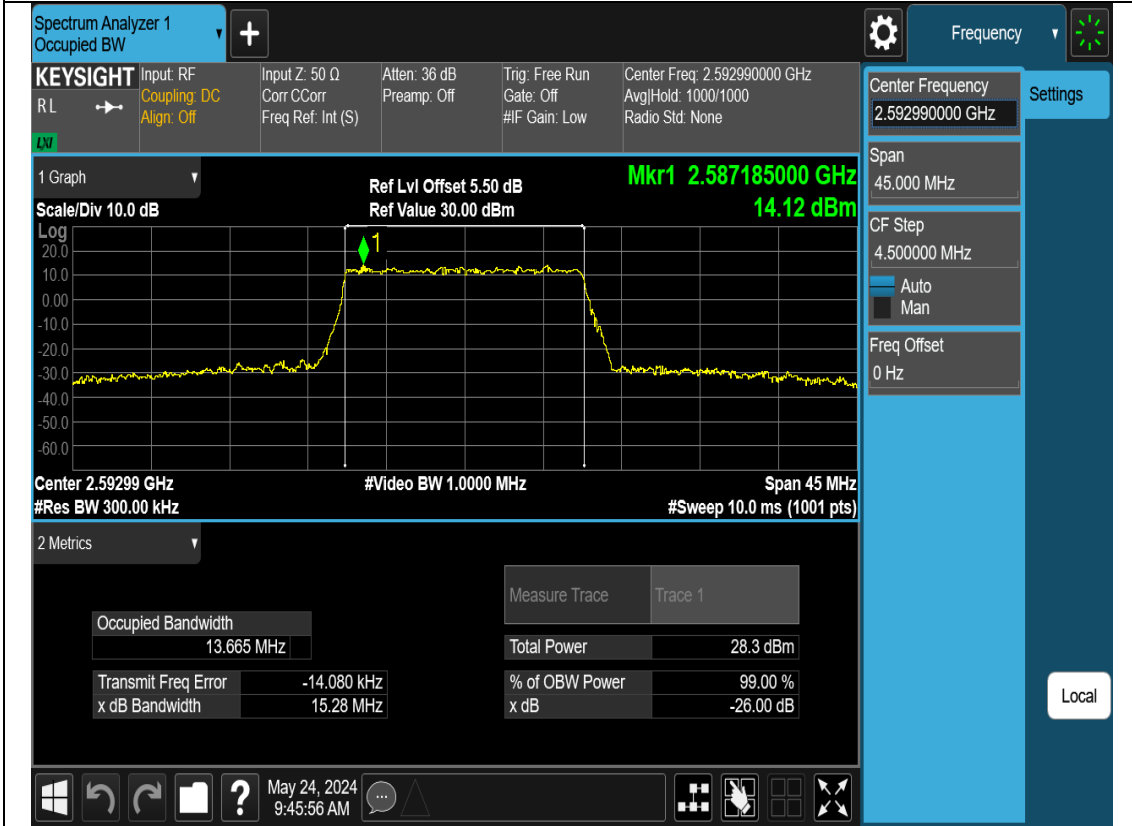 Spectrum Analyzer 1
Occupied BW
Frequency
KEYSIGHT
R L
LXI
Input: RF
Coupling: DC
Align: Off
Input Z: 50 Ω
Corr CCorr
Freq Ref: Int (S)
Atten: 36 dB
Preamp: Off
Trig: Free Run
Gate: Off
#IF Gain: Low
Center Freq: 2.592990000 GHz
Avg|Hold: 1000/1000
Radio Std: None
Center Frequency
2.592990000 GHz
Settings
Span
45.000 MHz
CF Step
4.500000 MHz
Auto
Man
Freq Offset
0 Hz
Local
1 Graph
Scale/Div 10.0 dB
Ref Lvl Offset 5.50 dB
Ref Value 30.00 dBm
Mkr1 2.587185000 GHz
14.12 dBm
Log
1
20.0
10.0
0.00
-10.0
-20.0
-30.0
-40.0
-50.0
-60.0
Center 2.59299 GHz
#Video BW 1.0000 MHz
Span 45 MHz
#Res BW 300.00 kHz
#Sweep 10.0 ms (1001 pts)
2 Metrics
Measure Trace Trace 1
Occupied Bandwidth
13.665 MHz
Total Power 28.3 dBm
Transmit Freq Error -14.080 kHz
% of OBW Power 99.00 %
x dB Bandwidth 15.28 MHz
x dB -26.00 dB
?
May 24, 2024
9:45:56 AM